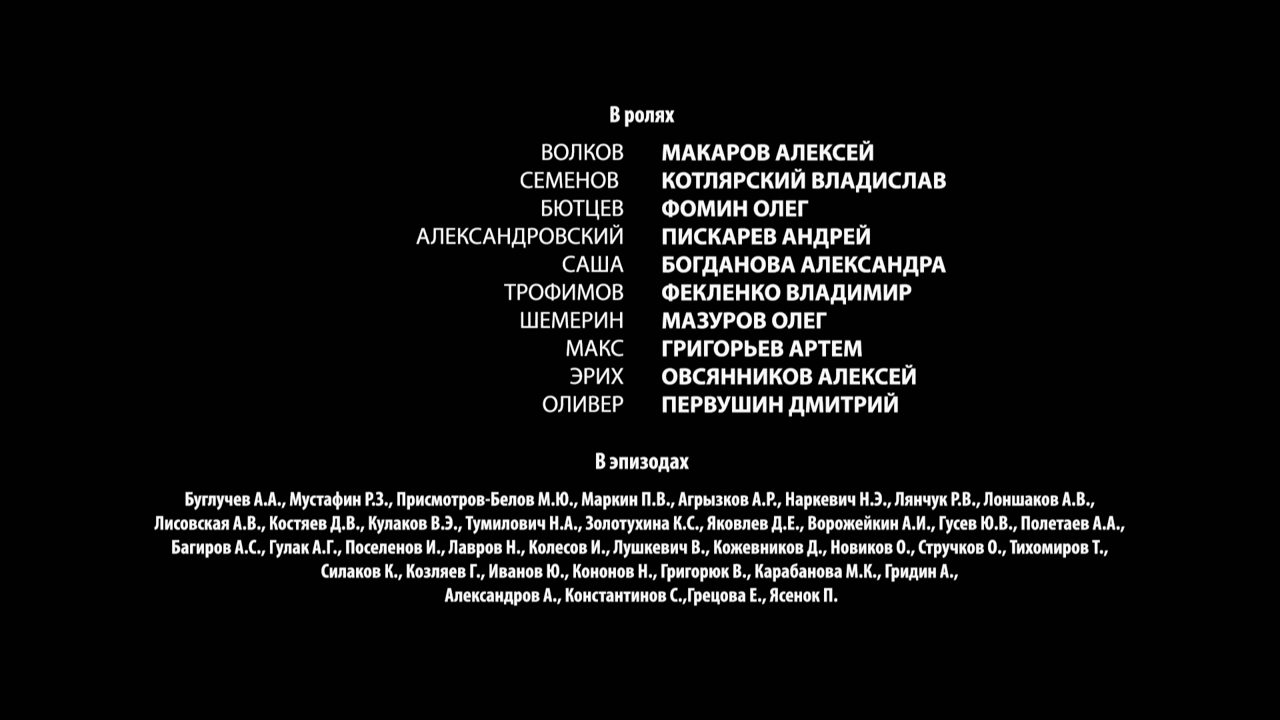 В ролях
ВОЛКОВ МАКАРОВ АЛЕКСЕЙ
СЕМЕНОВ КОТЛЯРСКИЙ ВЛАДИСЛАВ
БЮТЦЕВ ФОМИН ОЛЕГ
АЛЕКСАНДРОВСКИЙ ПИСКАРЕВ АНДРЕЙ
САША БОГДАНОВА АЛЕКСАНДРА
ТРОФИМОВ ФЕКЛЕНКО ВЛАДИМИР
ШЕМЕРИН МАЗУРОВ ОЛЕГ
МАКС ГРИГОРЬЕВ АРТЕМ
ЭРИХ ОВСЯННИКОВ АЛЕКСЕЙ
ОЛИВЕР ПЕРВУШИН ДМИТРИЙ
В эпизодах
Буглучев А.А., Мустафин Р.З., Присмотров-Белов М.Ю., Маркин П.В., Агрызков А.Р., Наркевич Н.Э., Лянчук Р.В., Лоншаков А.В.,
Лисовская А.В., Костяев Д.В., Кулаков В.Э., Тумилович Н.А., Золотухина К.С., Яковлев Д.Е., Ворожейкин А.И., Гусев Ю.В., Полетаев А.А.,
Багиров А.С., Гулак А.Г., Поселенов И., Лавров Н., Колесов И., Лушкевич В., Кожевников Д., Новиков О., Стручков О., Тихомиров Т.,
Силаков К., Козляев Г., Иванов Ю., Кононов Н., Григорюк В., Карабанова М.К., Гридин А.,
Александров А., Константинов С.,Грецова Е., Ясенок П.